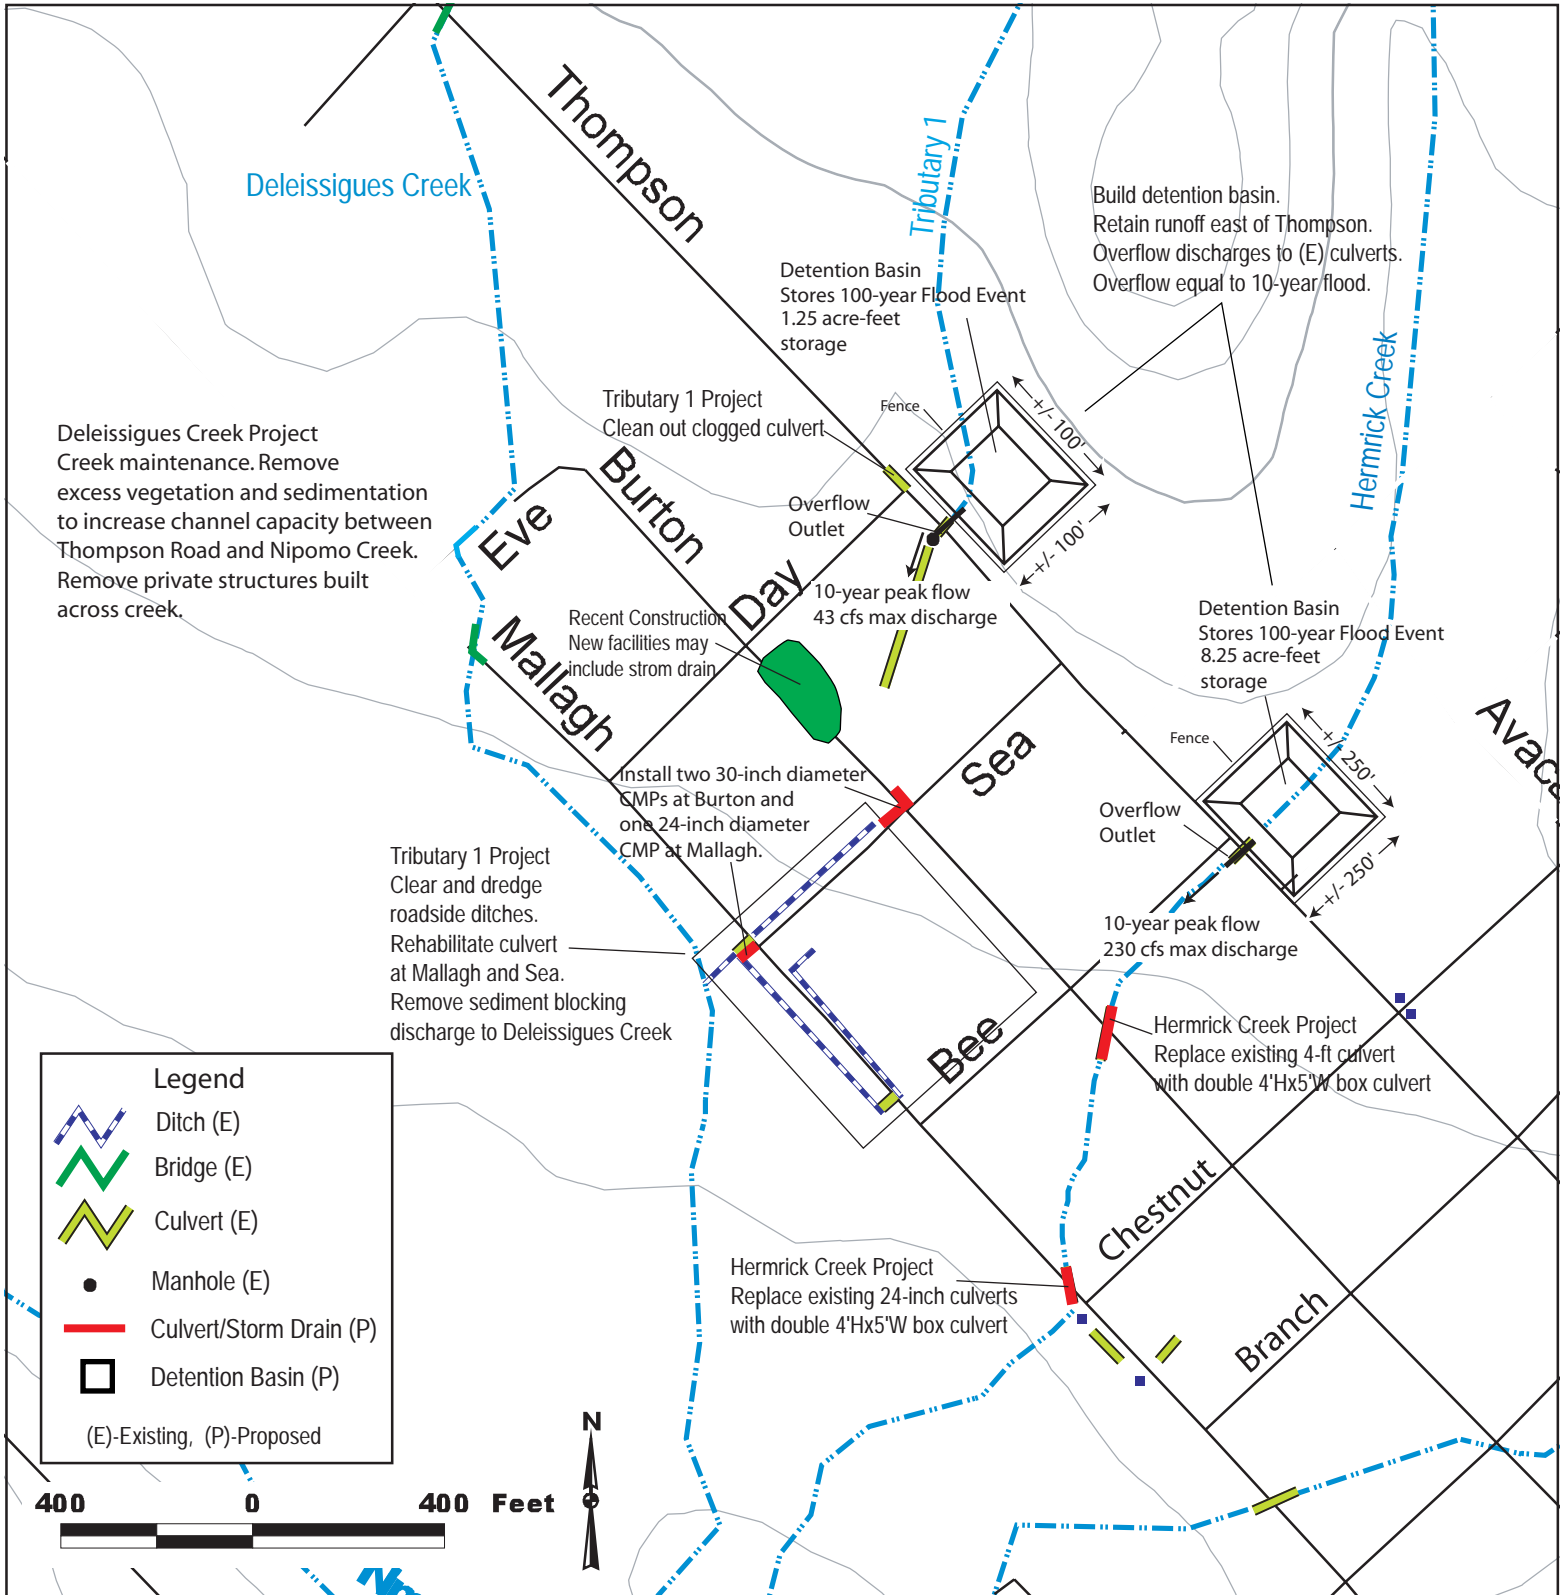 Thompson
Deleissigues Creek
Tributary 1
Build detention basin.
Retain runoff east of Thompson.
Overflow discharges to (E) culverts.
Overflow equal to 10-year flood.
Detention Basin
Stores 100-year Flood Event
1.25 acre-feet
storage
Hermrick Creek
Tributary 1 Project
Clean out clogged culvert
Fence
+/- 100'
+/- 100'
Deleissigues Creek Project
Creek maintenance. Remove
excess vegetation and sedimentation
to increase channel capacity between
Thompson Road and Nipomo Creek.
Remove private structures built
across creek.
Burton
Eve
Overflow
Outlet
Day
10-year peak flow
43 cfs max discharge
Recent Construction
New facilities may
include strom drain
Mallagh
Detention Basin
Stores 100-year Flood Event
8.25 acre-feet
storage
Sea
Fence
+/- 250'
+/- 250'
Install two 30-inch diameter
CMPs at Burton and
one 24-inch diameter
CMP at Mallagh.
Overflow
Outlet
Tributary 1 Project
Clear and dredge
roadside ditches.
Rehabilitate culvert
at Mallagh and Sea.
Remove sediment blocking
discharge to Deleissigues Creek
10-year peak flow
230 cfs max discharge
Bee
Hermrick Creek Project
Replace existing 4-ft culvert
with double 4'Hx5'W box culvert
Chestnut
Hermrick Creek Project
Replace existing 24-inch culverts
with double 4'Hx5'W box culvert
Branch
Legend
Ditch (E)
Bridge (E)
Culvert (E)
Manhole (E)
Culvert/Storm Drain (P)
Detention Basin (P)
(E)-Existing, (P)-Proposed
N
400 0 400 Feet